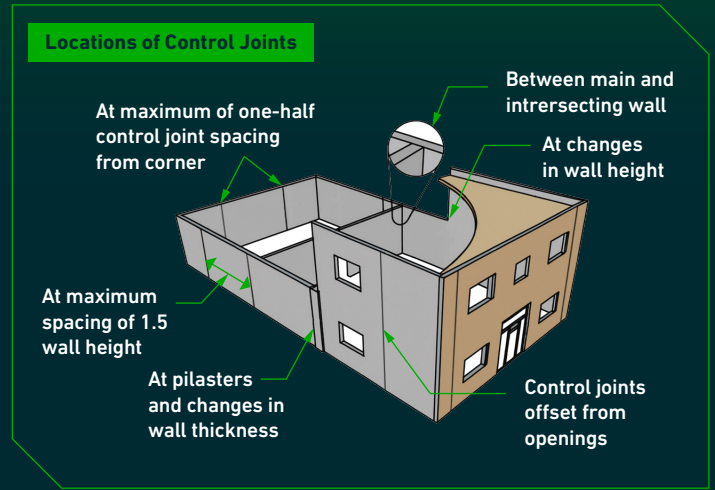 Locations of Control Joints
At maximum of one-half
control joint spacing
from corner
Between main and
intrersecting wall
At changes
in wall height
At maximum
spacing of 1.5
wall height
At pilasters
and changes in
wall thickness
Control joints
offset from
openings